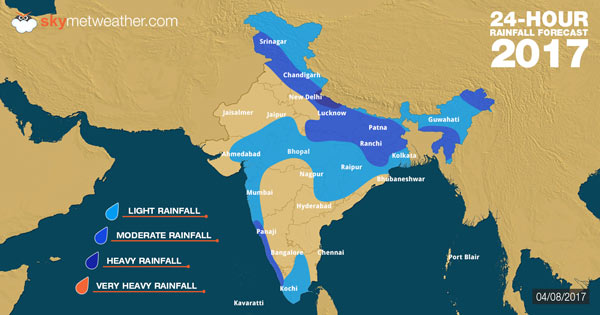 skymetweather.com
24-HOUR
RAINFALL FORECAST
2017
Srinagar
Chandigarh
New Delhi
Jaisalmer
Jaipur
Lucknow
Guwahati
Patna
Ranchi
Ahmedabad
Bhopal
Kolkata
Raipur
Nagpur
Bhubaneshwar
Mumbai
Hyderabad
LIGHT RAINFALL
Panaji
MODERATE RAINFALL
Bangalore
Chennai
Port Blair
HEAVY RAINFALL
VERY HEAVY RAINFALL
Kochi
Kavaratti
04/08/2017